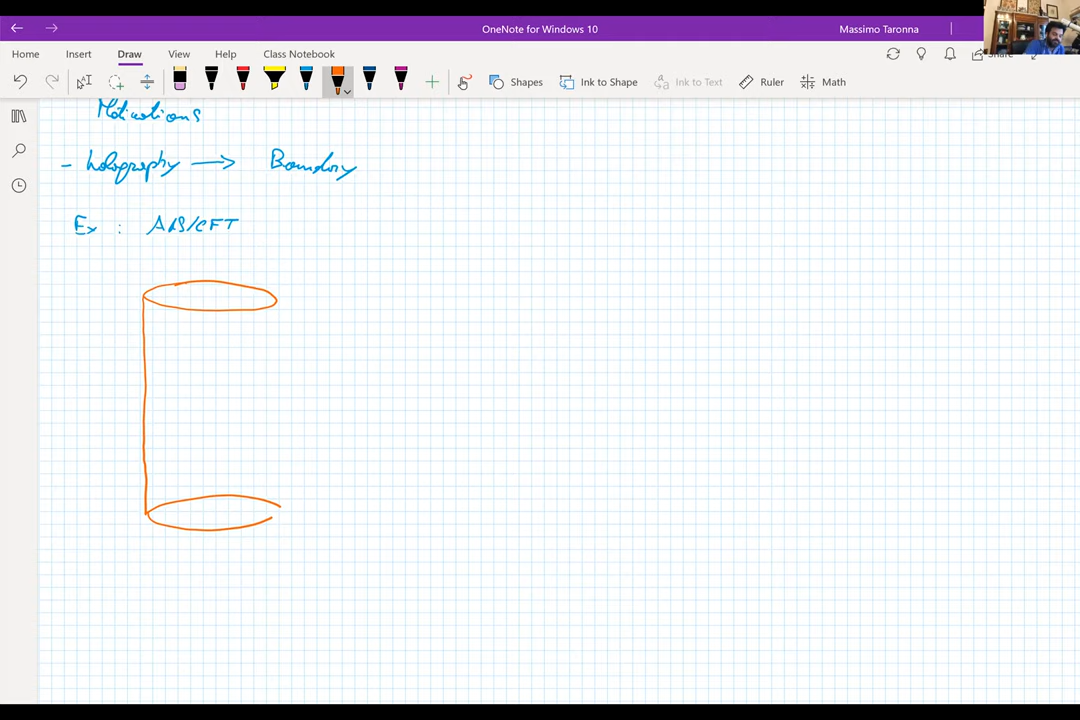 OneNote for Windows 10
Massimo Taronna
Home Insert Draw View Help Class Notebook Share
Shapes Ink to Shape Ink to Text Ruler Math
Motivations
- holography → Boundary
Ex : AdS/CFT